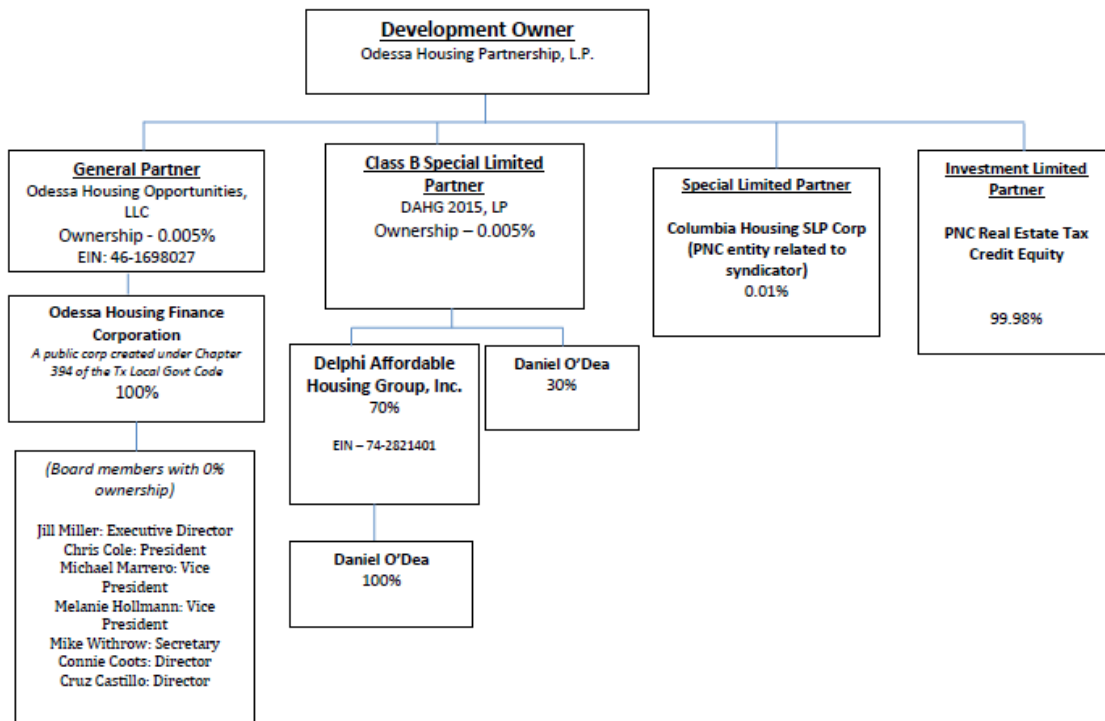 Development Owner
Odessa Housing Partnership, L.P.
General Partner
Odessa Housing Opportunities,
LLC
Ownership - 0.005%
EIN: 46-1698027
Class B Special Limited
Partner
DAHG 2015, LP
Ownership – 0.005%
Special Limited Partner
Columbia Housing SLP Corp
(PNC entity related to
syndicator)
0.01%
Investment Limited
Partner
PNC Real Estate Tax
Credit Equity
99.98%
Odessa Housing Finance
Corporation
A public corp created under Chapter
394 of the Tx Local Govt Code
100%
Delphi Affordable
Housing Group, Inc.
70%
EIN – 74-2821401
Daniel O’Dea
30%
(Board members with 0%
ownership)
Jill Miller: Executive Director
Chris Cole: President
Michael Marrero: Vice
President
Melanie Hollmann: Vice
President
Mike Withrow: Secretary
Connie Coots: Director
Cruz Castillo: Director
Daniel O’Dea
100%